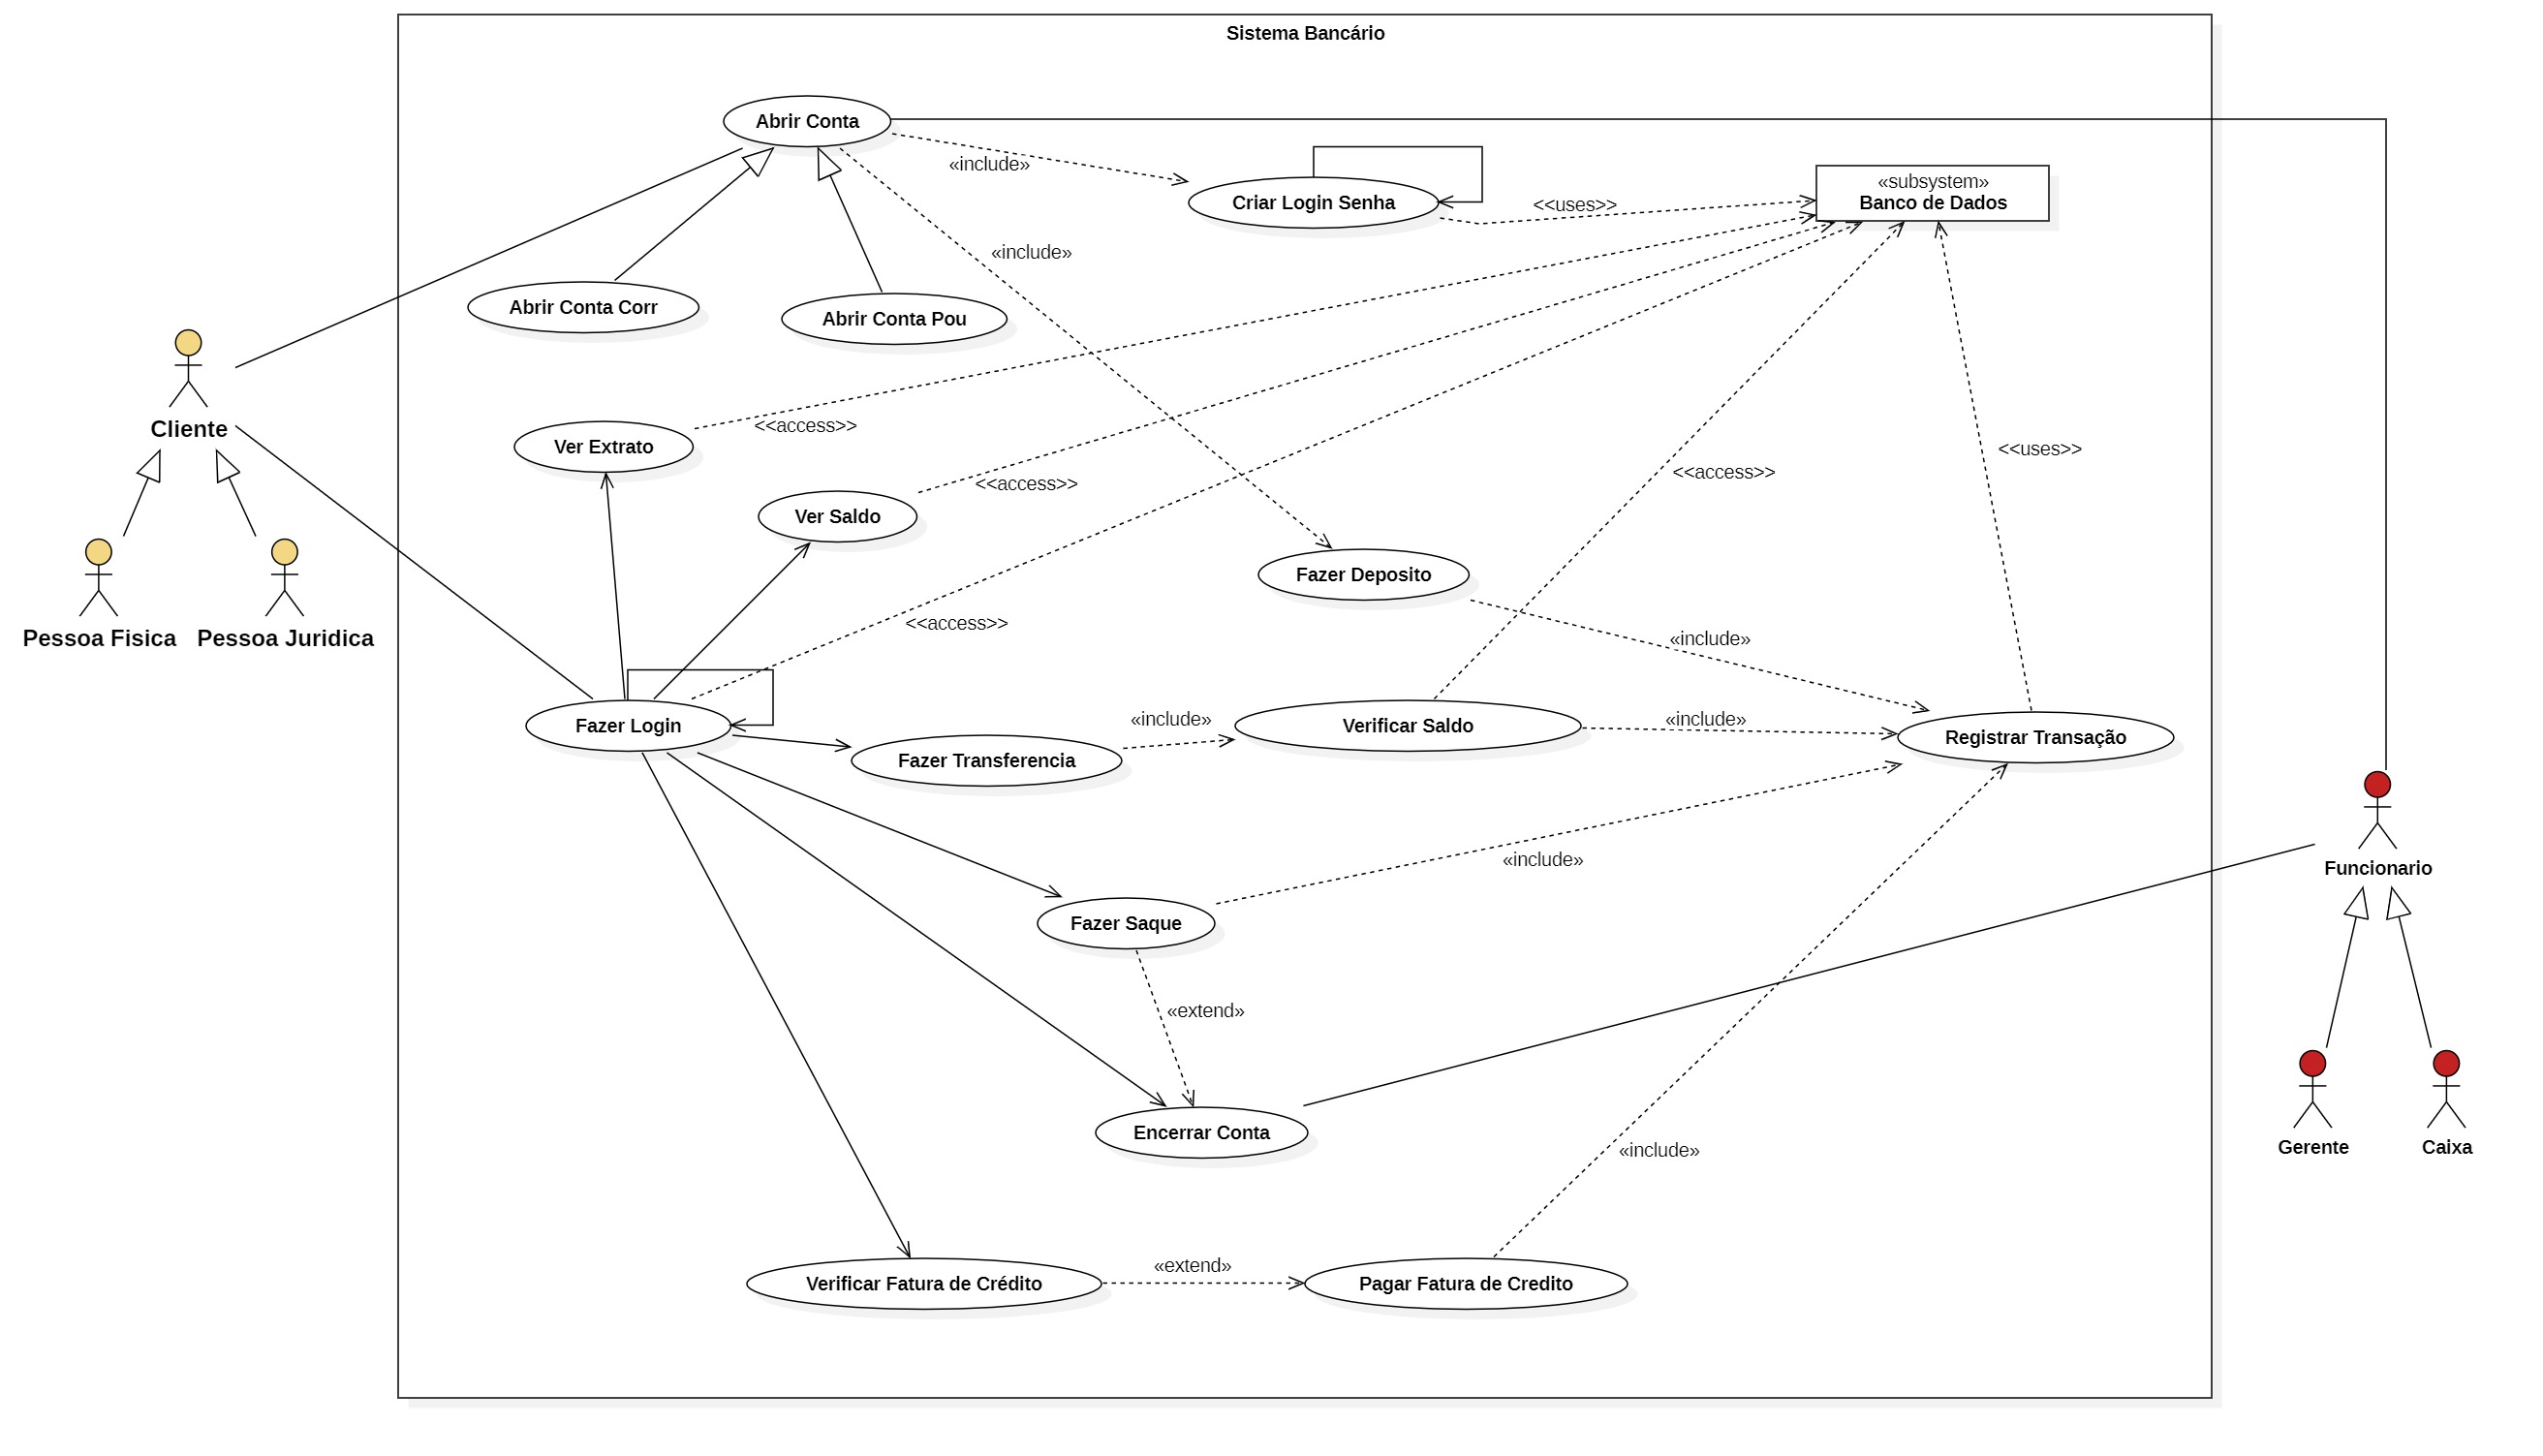 Sistema Bancário
Abrir Conta
«include»
«subsystem»
Banco de Dados
Criar Login Senha
<<uses>>
«include»
Abrir Conta Corr
Abrir Conta Pou
Cliente
<<access>>
Ver Extrato
<<uses>>
<<access>>
<<access>>
Ver Saldo
Fazer Deposito
<<access>>
Pessoa Fisica
Pessoa Juridica
«include»
«include»
«include»
Fazer Login
Verificar Saldo
Registrar Transação
Fazer Transferencia
«include»
Funcionario
Fazer Saque
«extend»
Encerrar Conta
Gerente
Caixa
«include»
«extend»
Verificar Fatura de Crédito
Pagar Fatura de Credito